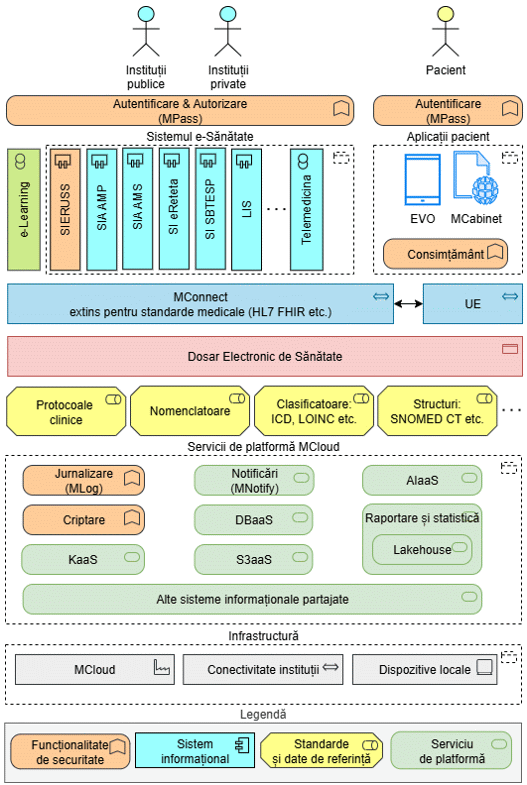 Instituții
publice
Instituții
private
Pacient
Autentificare & Autorizare
(MPass)
Autentificare
(MPass)
Sistemul e-Sănătate
Aplicații pacient
e-Learning
SIERUSS
SIA AMP
SIA AMS
SI eReteta
SI SBTESP
LIS
...
Telemedicina
EVO
MCabinet
Consimțământ
MConnect
extins pentru standarde medicale (HL7 FHIR etc.)
UE
Dosar Electronic de Sănătate
Protocoale
clinice
Nomenclatoare
Clasificatoare:
ICD, LOINC etc.
Structuri:
SNOMED CT etc.
...
Servicii de platformă MCloud
Jurnalizare
(MLog)
Notificări
(MNotify)
AIaaS
Criptare
DBaaS
Raportare și statistică
Lakehouse
KaaS
S3aaS
Alte sisteme informaționale partajate
Infrastructură
MCloud
Conectivitate instituții
Dispozitive locale
Legendă
Funcționalitate
de securitate
Sistem
informațional
Standarde
și date de referință
Serviciu
de platformă